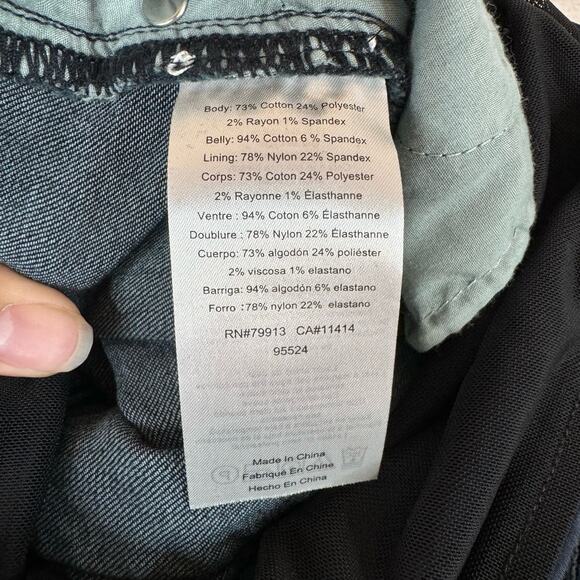 Body: 73% Cotton 24% Polyester
2% Rayon 1% Spandex
Belly: 94% Cotton 6 % Spandex
Lining: 78% Nylon 22% Spandex
Corps: 73% Coton 24% Polyester
2% Rayonne 1% Élasthanne
Ventre : 94% Coton 6% Élasthanne
Doublure : 78% Nylon 22% Élasthanne
Cuerpo: 73% algodón 24% poliéster
2% viscosa 1% elastano
Barriga: 94% algodón 6% elastano
Forro :78% nylon 22% elastano
RN#79913 CA#11414
95524
Made In China
Fabriqué En Chine
Hecho En China